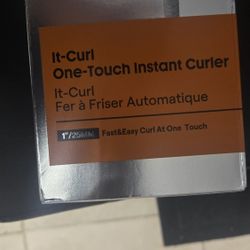 It-Curl
One-Touch Instant Curler
It-Curl
Fer à Friser Automatique
1"/25MM Fast&Easy Curl At One Touch